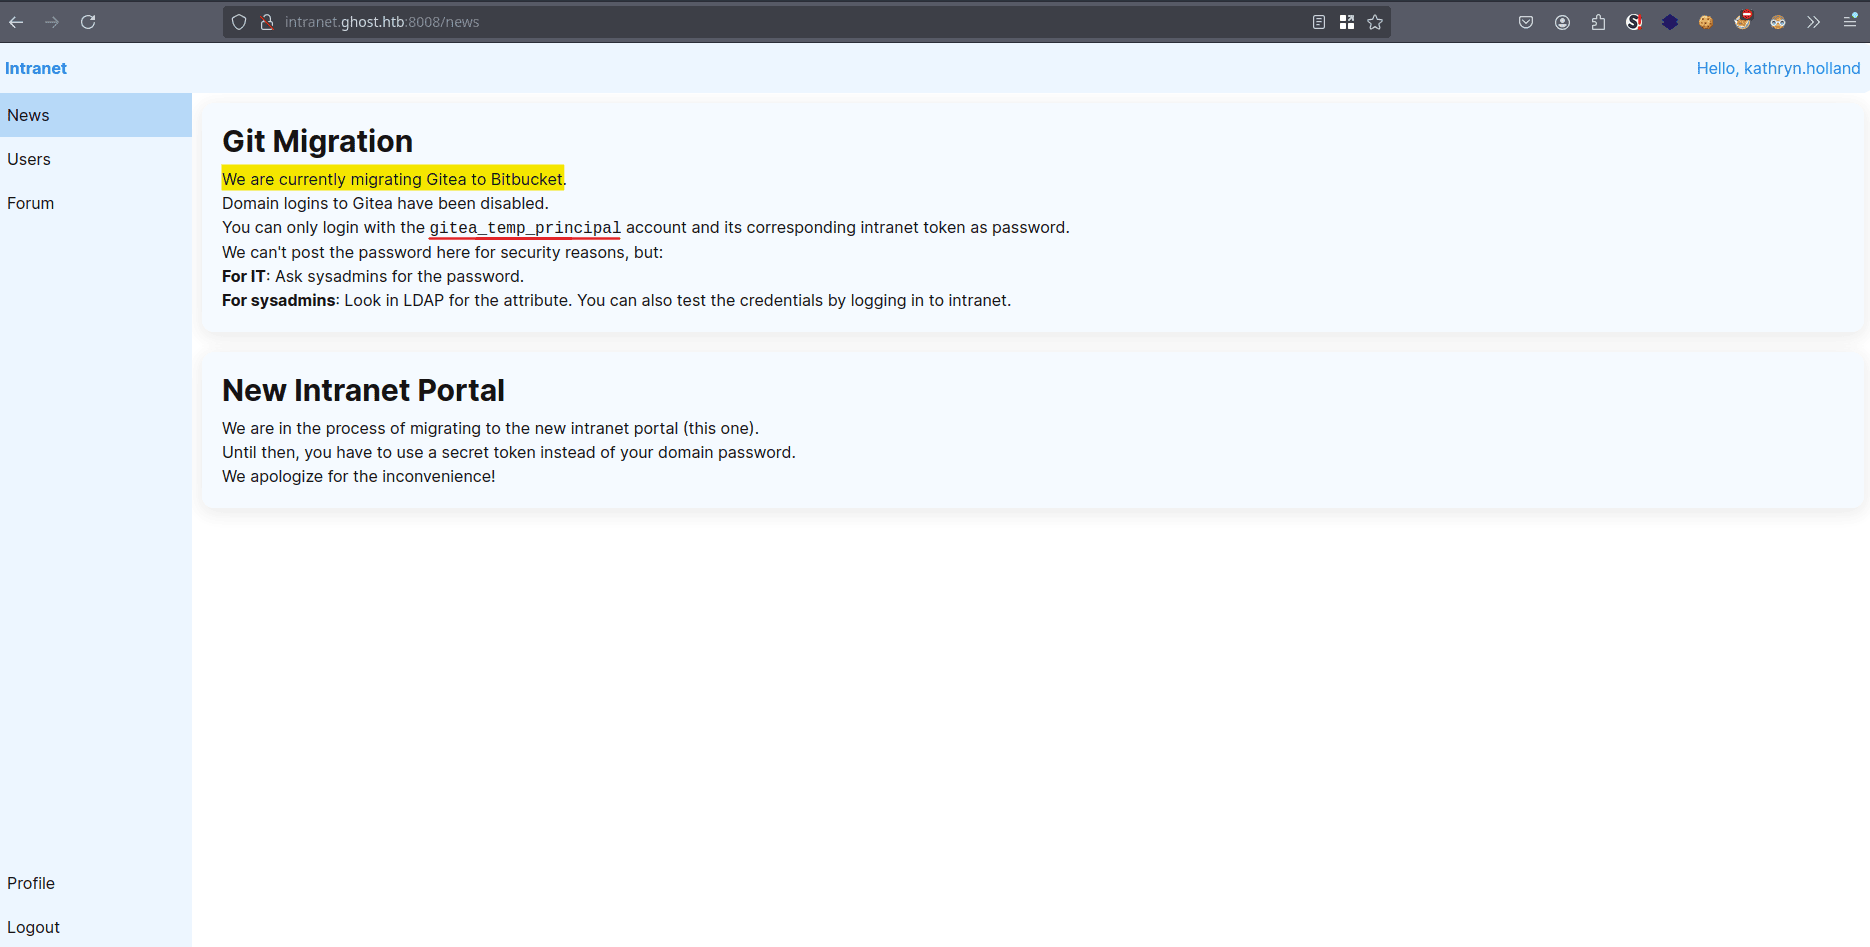 intranet.ghost.htb:8008/news
Intranet
Hello, kathryn.holland
News
Users
Forum
Git Migration
We are currently migrating Gitea to Bitbucket.
Domain logins to Gitea have been disabled.
You can only login with the gitea_temp_principal account and its corresponding intranet token as password.
We can't post the password here for security reasons, but:
For IT: Ask sysadmins for the password.
For sysadmins: Look in LDAP for the attribute. You can also test the credentials by logging in to intranet.
New Intranet Portal
We are in the process of migrating to the new intranet portal (this one).
Until then, you have to use a secret token instead of your domain password.
We apologize for the inconvenience!
Profile
Logout